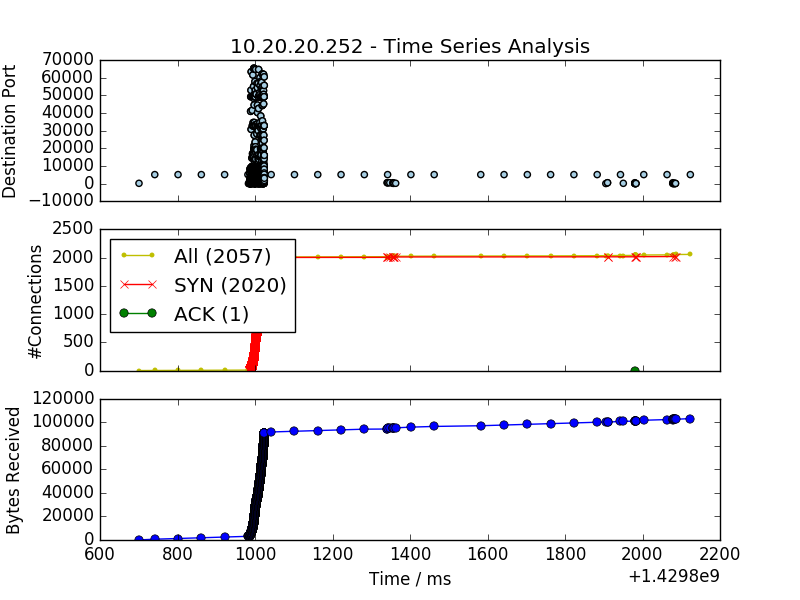 10.20.20.252 - Time Series Analysis
Destination Port
70000
60000
50000
40000
30000
20000
10000
0
−10000
#Connections
2500
2000
1500
1000
500
0
All (2057)
SYN (2020)
ACK (1)
Bytes Received
120000
100000
80000
60000
40000
20000
0
600 800 1000 1200 1400 1600 1800 2000 2200
Time / ms
+1.4298e9